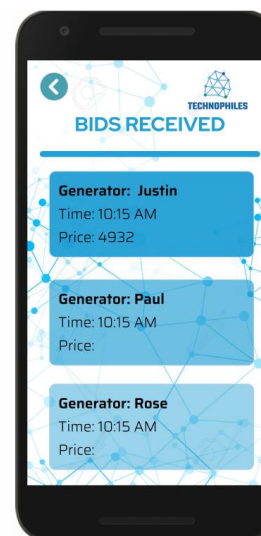 TECHNOPHILES
BIDS RECEIVED
Generator: Justin
Time: 10:15 AM
Price: 4932
Generator: Paul
Time: 10:15 AM
Price:
Generator: Rose
Time: 10:15 AM
Price: